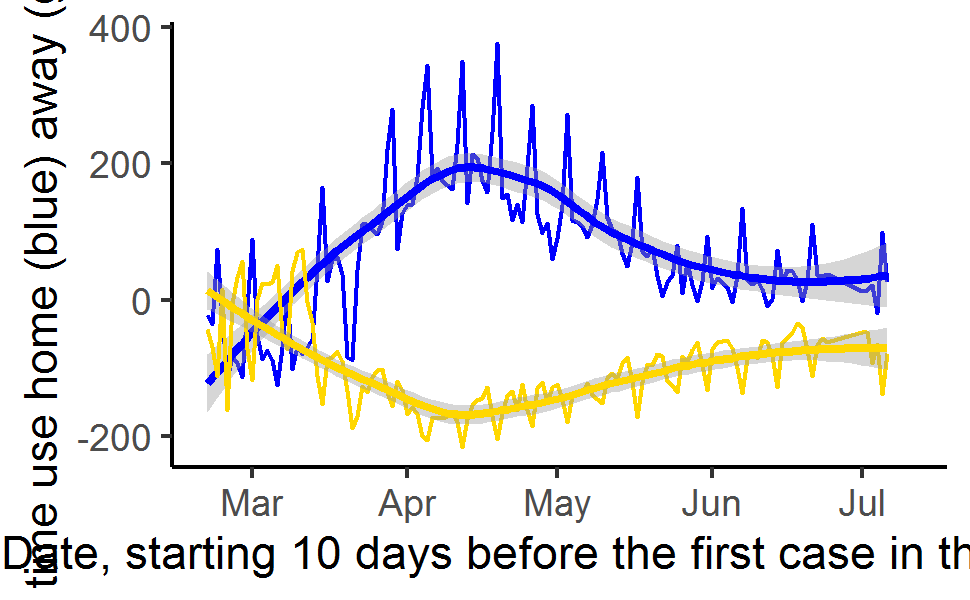 time use home (blue) away (
400
200
0
-200
Mar Apr May Jun Jul
Date, starting 10 days before the first case in th